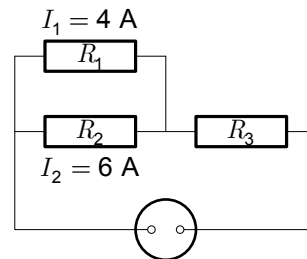 I₁ = 4 A
R₁
R₂
R₃
I₂ = 6 A